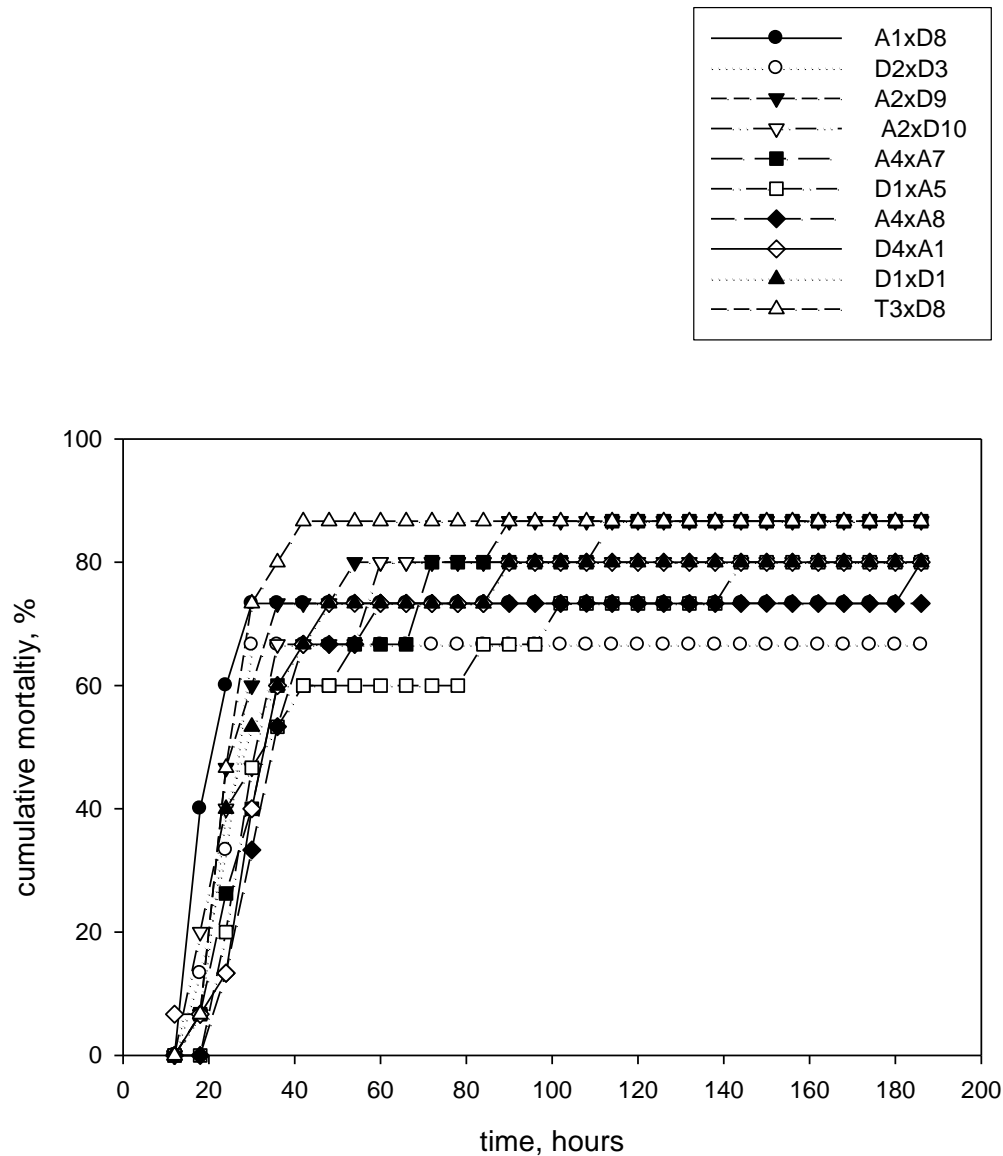 A1xD8
D2xD3
A2xD9
A2xD10
A4xA7
D1xA5
A4xA8
D4xA1
D1xD1
T3xD8
100
80
60
40
20
0
cumulative mortaltiy, %
0 20 40 60 80 100 120 140 160 180 200
time, hours